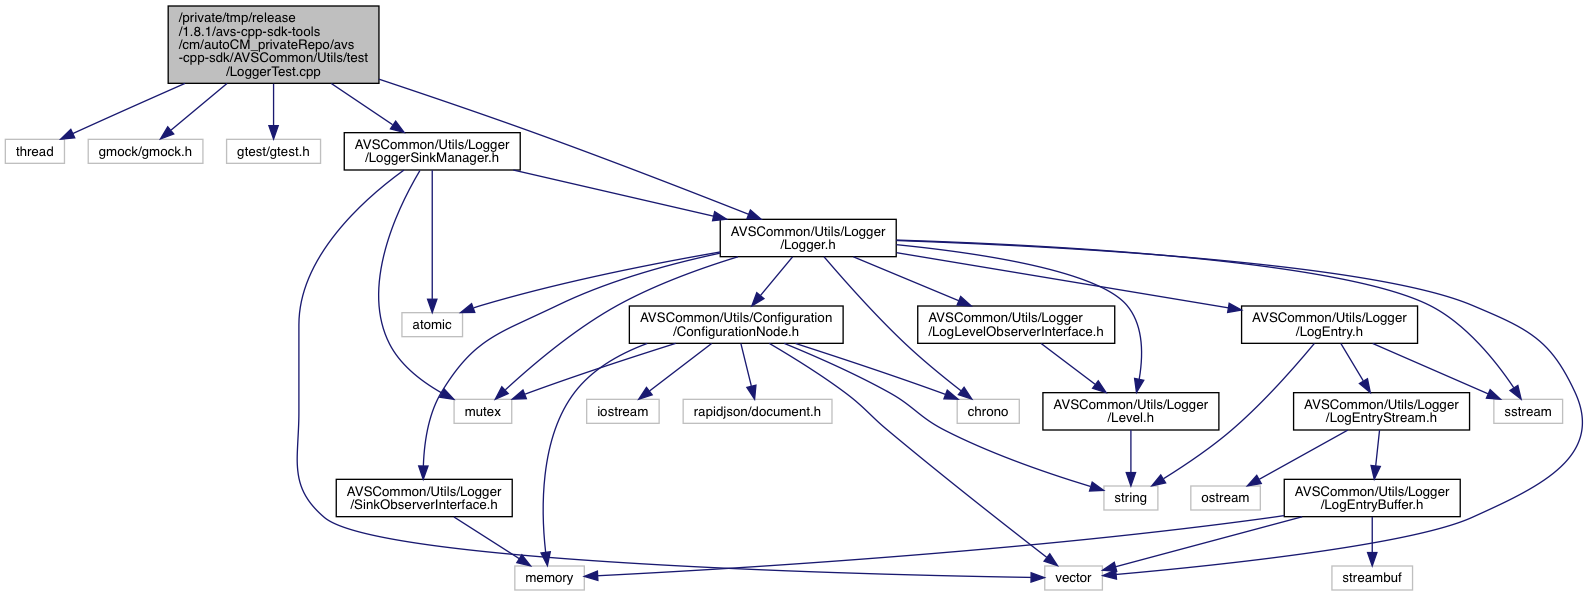 /private/tmp/release
/1.8.1/avs-cpp-sdk-tools
/cm/autoCM_privateRepo/avs
-cpp-sdk/AVSCommon/Utils/test
/LoggerTest.cpp
thread
gmock/gmock.h
gtest/gtest.h
AVSCommon/Utils/Logger
/LoggerSinkManager.h
AVSCommon/Utils/Logger
/Logger.h
atomic
AVSCommon/Utils/Configuration
/ConfigurationNode.h
AVSCommon/Utils/Logger
/LogLevelObserverInterface.h
AVSCommon/Utils/Logger
/LogEntry.h
mutex
iostream
rapidjson/document.h
chrono
AVSCommon/Utils/Logger
/Level.h
AVSCommon/Utils/Logger
/LogEntryStream.h
sstream
AVSCommon/Utils/Logger
/SinkObserverInterface.h
string
ostream
AVSCommon/Utils/Logger
/LogEntryBuffer.h
memory
vector
streambuf